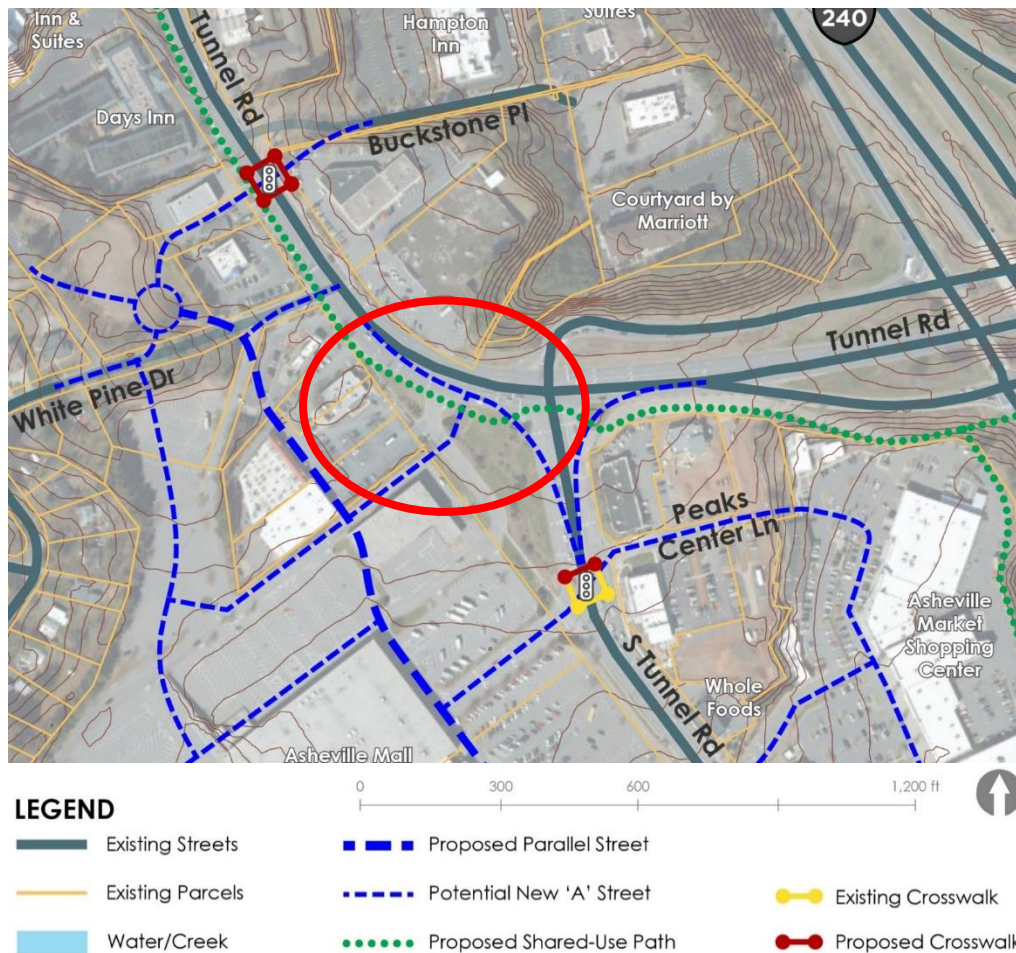 Inn &
Suites
Tunnel Rd
Hampton
Inn
Suites
240
Days Inn
Buckstone Pl
Courtyard by
Marriott
Tunnel Rd
White Pine Dr
Peaks
Center Ln
Asheville
Market
Shopping
Center
S Tunnel Rd
Whole
Foods
Asheville Mall
LEGEND
0 300 600 1,200 ft
Existing Streets
Proposed Parallel Street
Existing Parcels
Potential New ‘A’ Street
Existing Crosswalk
Water/Creek
Proposed Shared-Use Path
Proposed Crosswalk